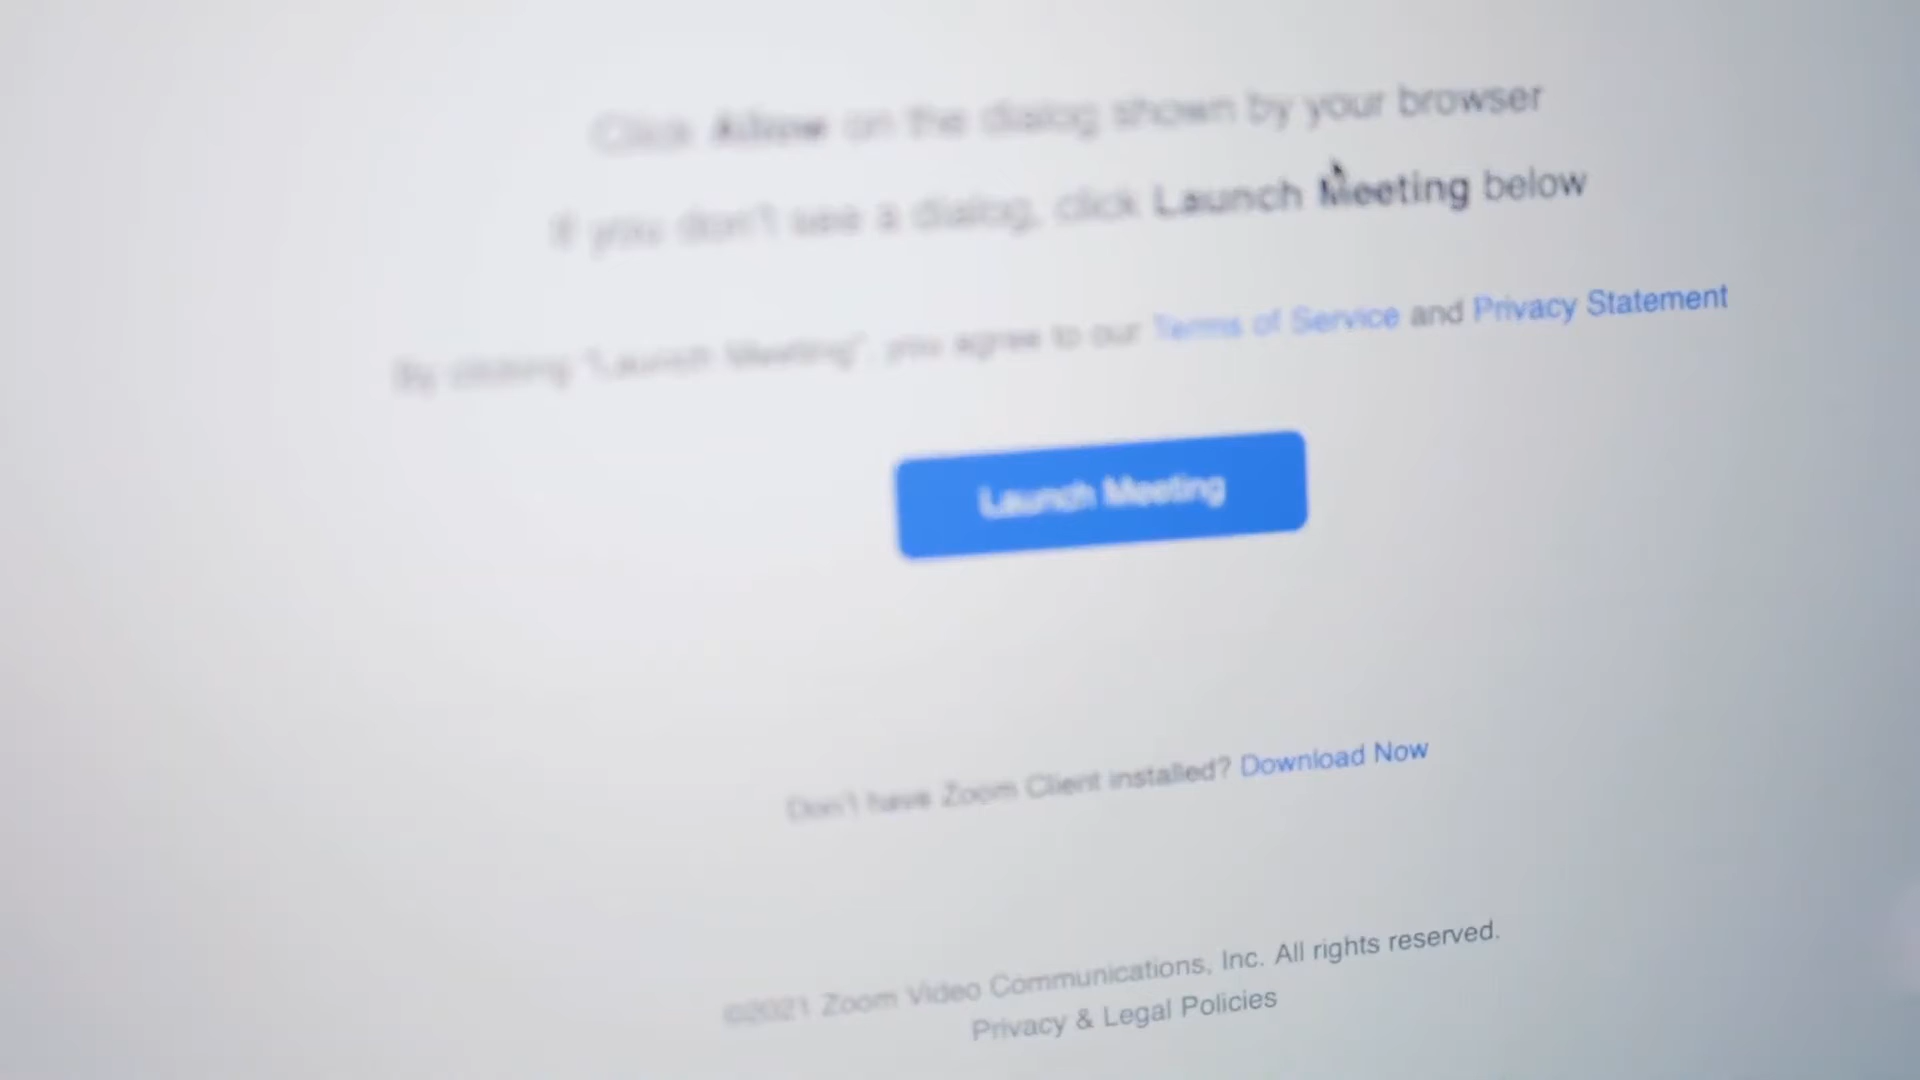 Click Allow on the dialog shown by your browser
If you don't see a dialog, click Launch Meeting below
By clicking "Launch Meeting", you agree to our Terms of Service and Privacy Statement
Launch Meeting
Don't have Zoom Client installed? Download Now
©2021 Zoom Video Communications, Inc. All rights reserved.
Privacy & Legal Policies